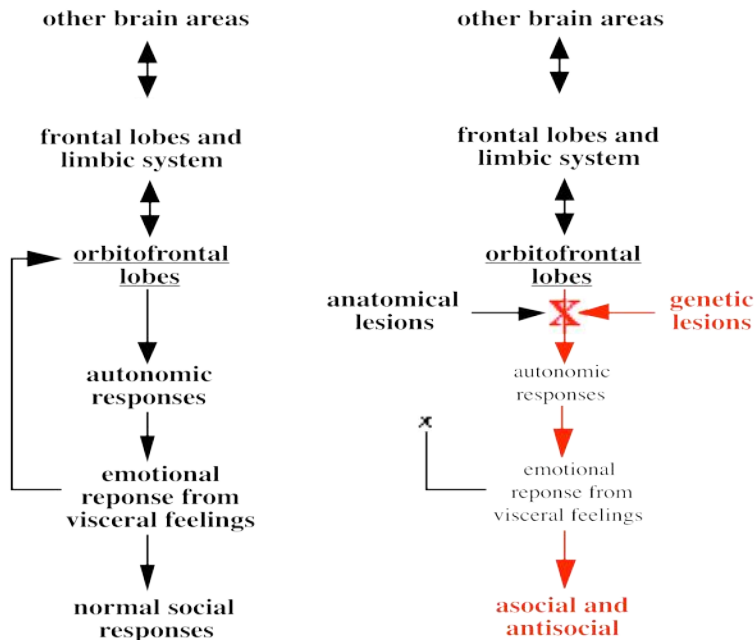 other brain areas
frontal lobes and
limbic system
orbitofrontal
lobes
autonomic
responses
emotional
reponse from
visceral feelings
normal social
responses
other brain areas
frontal lobes and
limbic system
orbitofrontal
lobes
anatomical
lesions
X
genetic
lesions
autonomic
responses
x
emotional
reponse from
visceral feelings
asocial and
antisocial